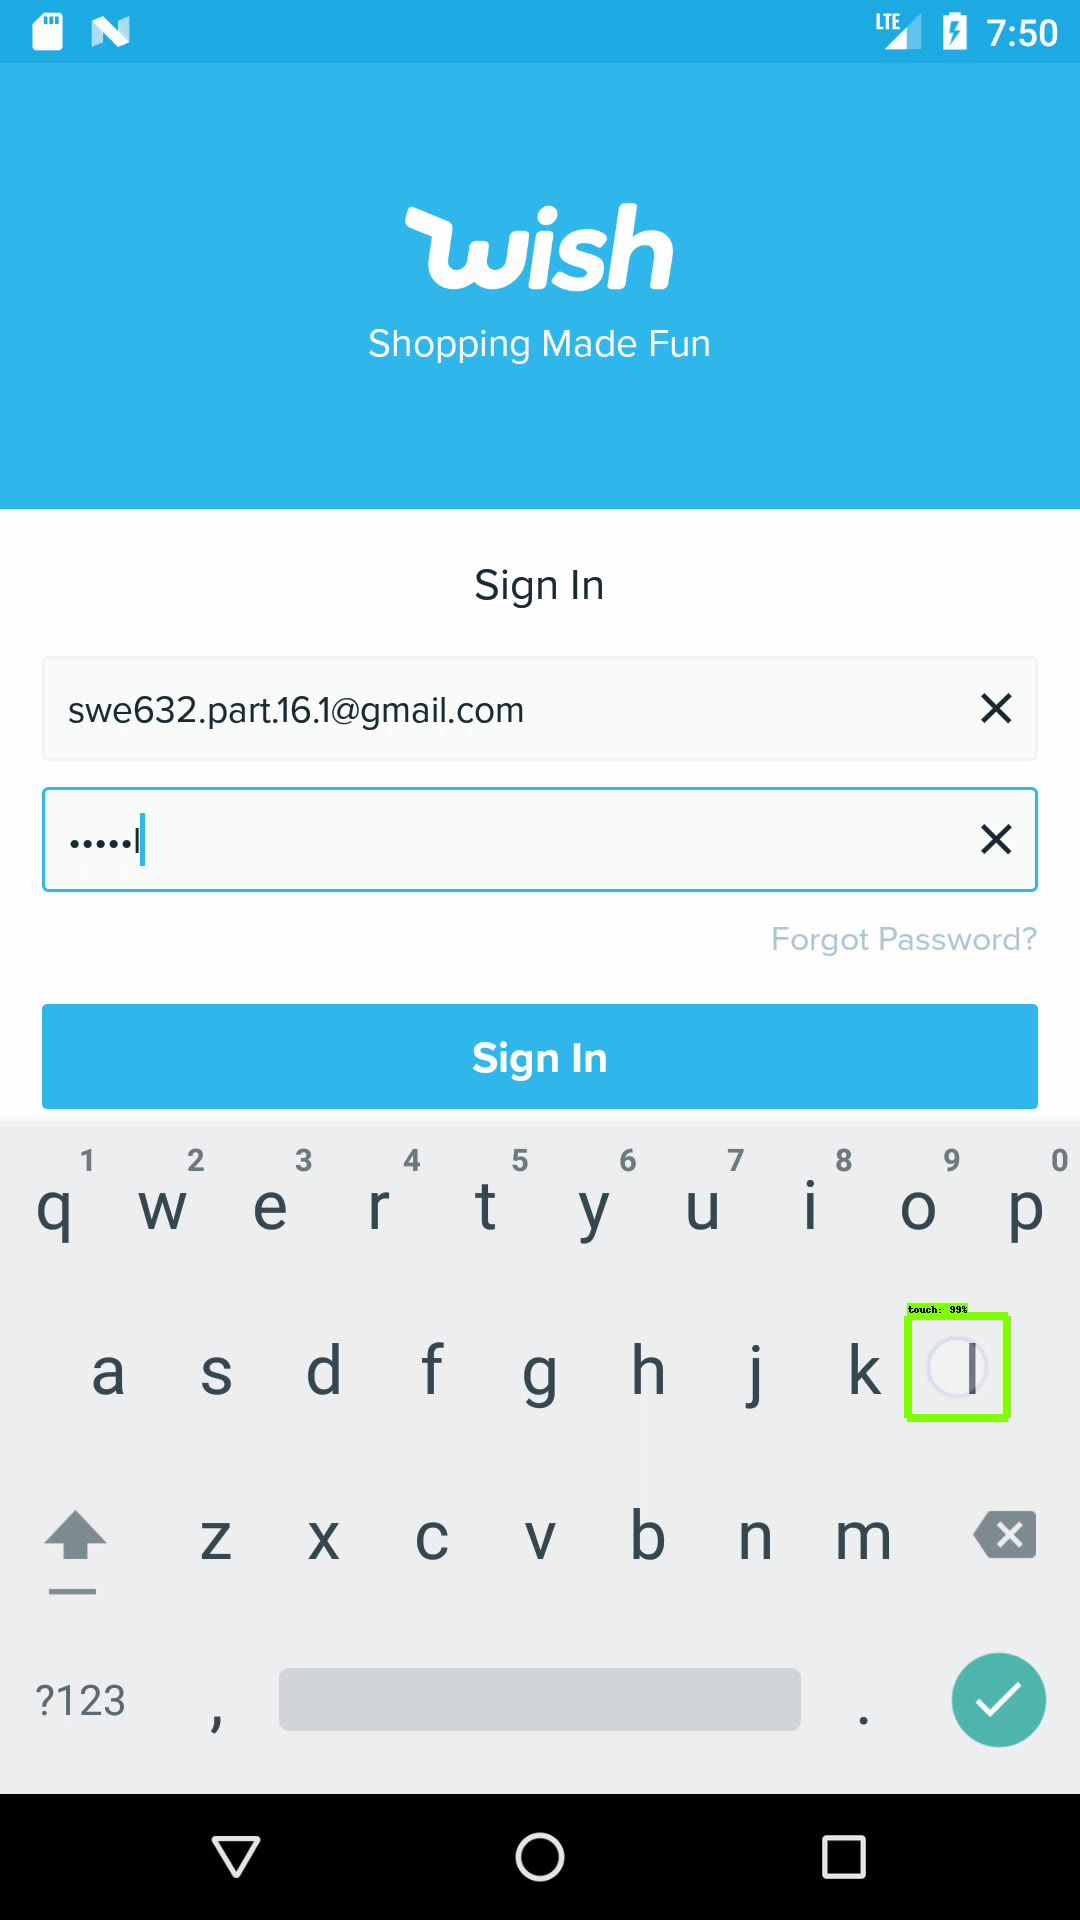 LTE 7:50
wish
Shopping Made Fun
Sign In
swe632.part.16.1@gmail.com
•••••l
Forgot Password?
Sign In
1 2 3 4 5 6 7 8 9 0
q w e r t y u i o p
touch: 99%
a s d f g h j k l
z x c v b n m
?123 , .